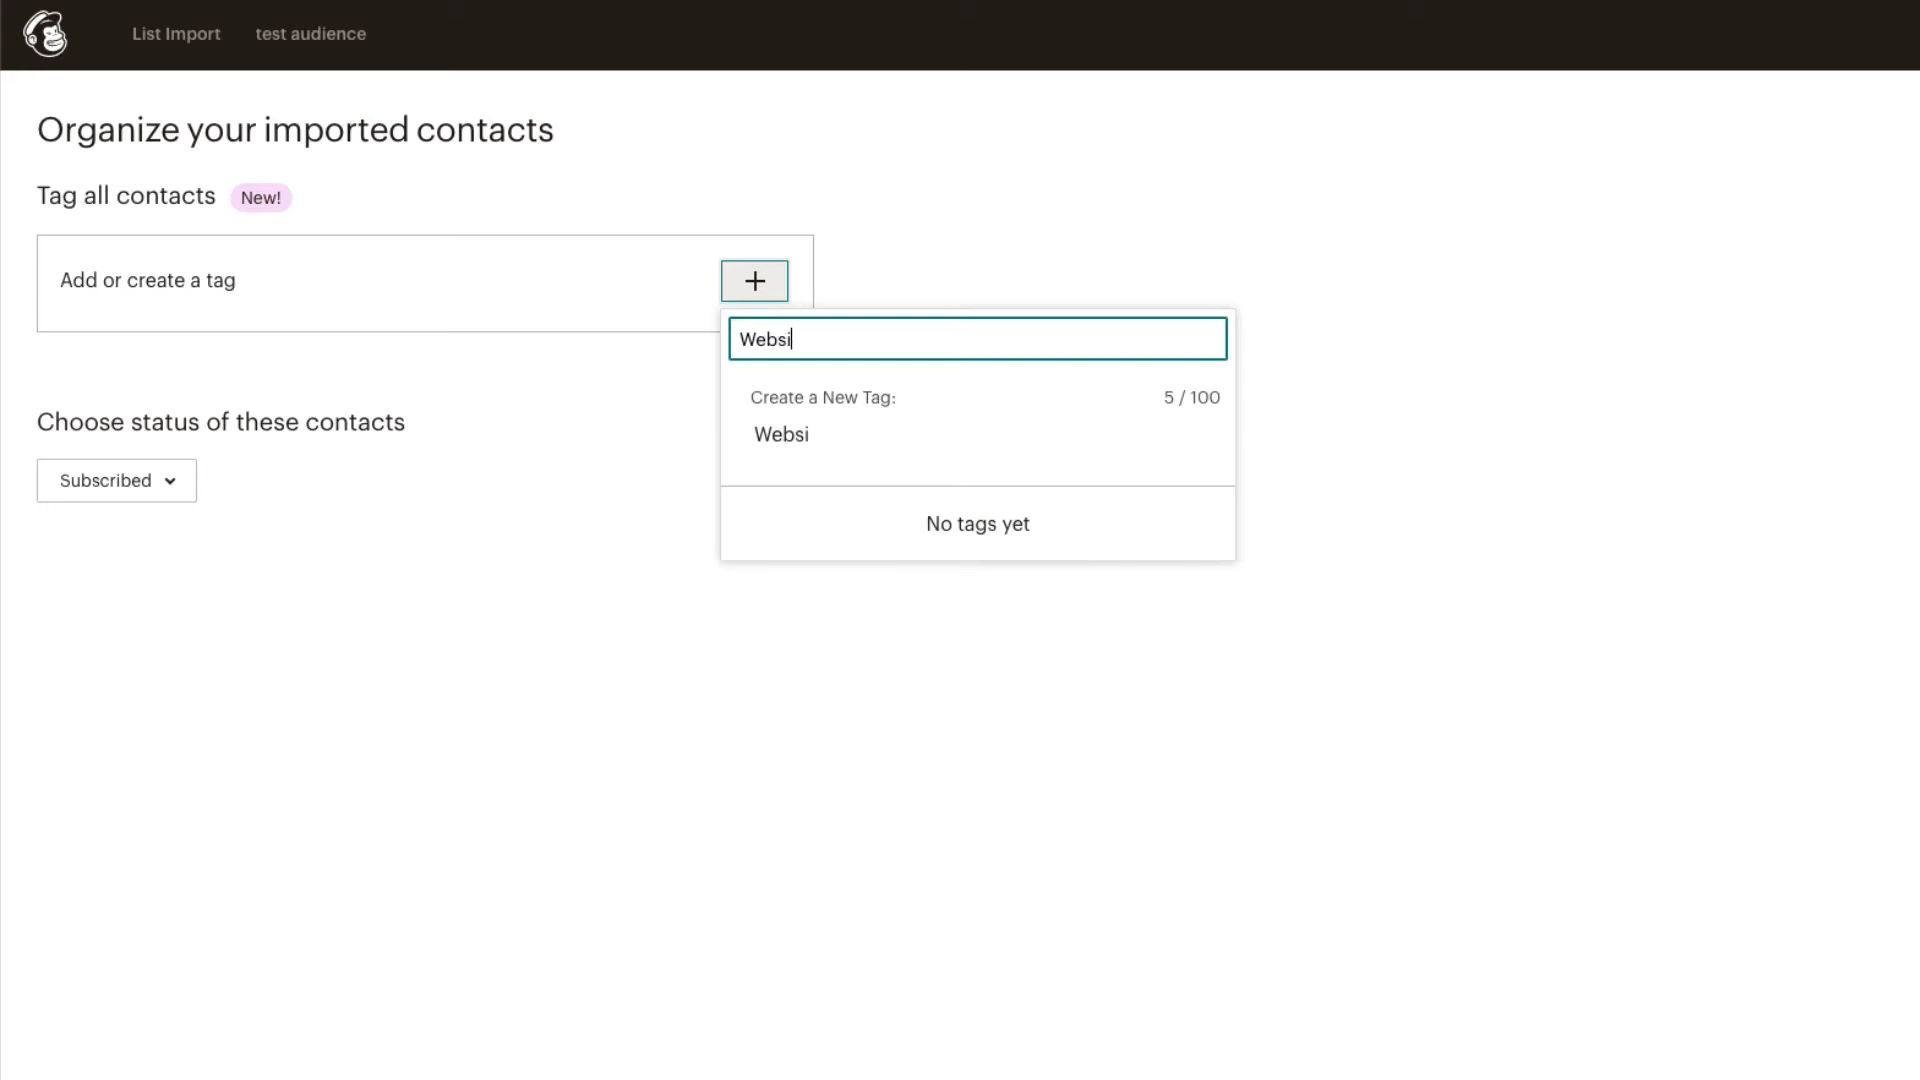 List Import test audience
Organize your imported contacts
Tag all contacts New!
Add or create a tag
Websi
Create a New Tag: 5 / 100
Websi
No tags yet
Choose status of these contacts
Subscribed